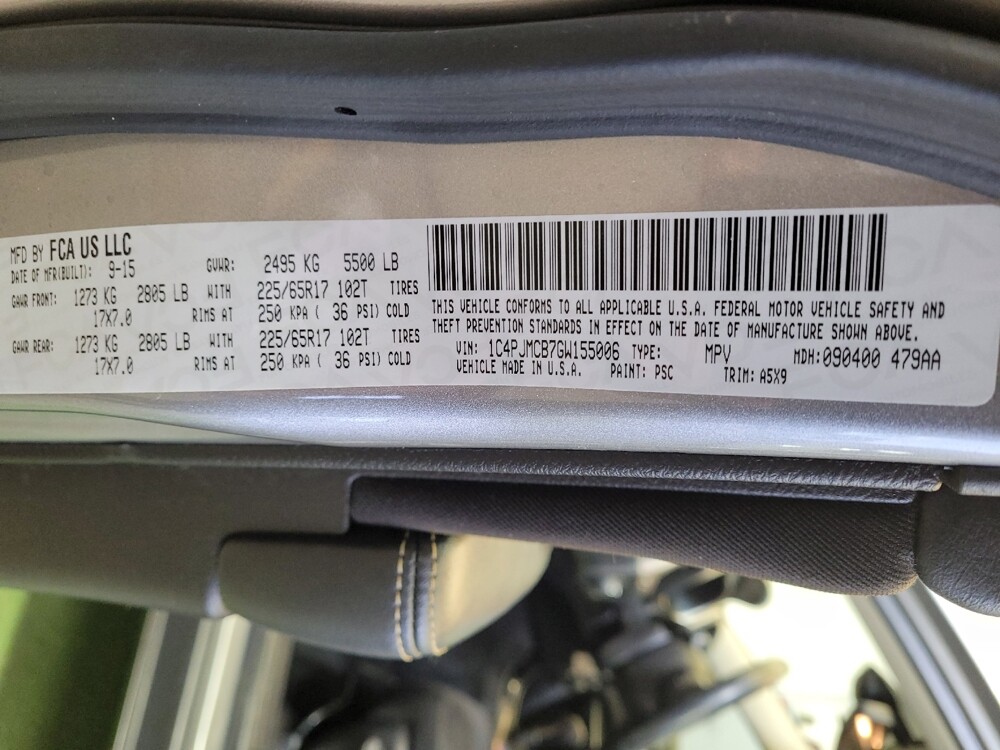 MFD BY FCA US LLC
DATE OF MFR(BUILT): 9-15 GVWR: 2495 KG 5500 LB
GAWR FRONT: 1273 KG 2805 LB WITH 225/65R17 102T TIRES
17X7.0 RIMS AT 250 KPA ( 36 PSI) COLD
GAWR REAR: 1273 KG 2805 LB WITH 225/65R17 102T TIRES
17X7.0 RIMS AT 250 KPA ( 36 PSI) COLD
THIS VEHICLE CONFORMS TO ALL APPLICABLE U.S.A. FEDERAL MOTOR VEHICLE SAFETY AND
THEFT PREVENTION STANDARDS IN EFFECT ON THE DATE OF MANUFACTURE SHOWN ABOVE.
VIN: 1C4PJMCB7GW155006 TYPE: MPV MDH:090400 479AA
VEHICLE MADE IN U.S.A. PAINT: PSC TRIM: A5X9